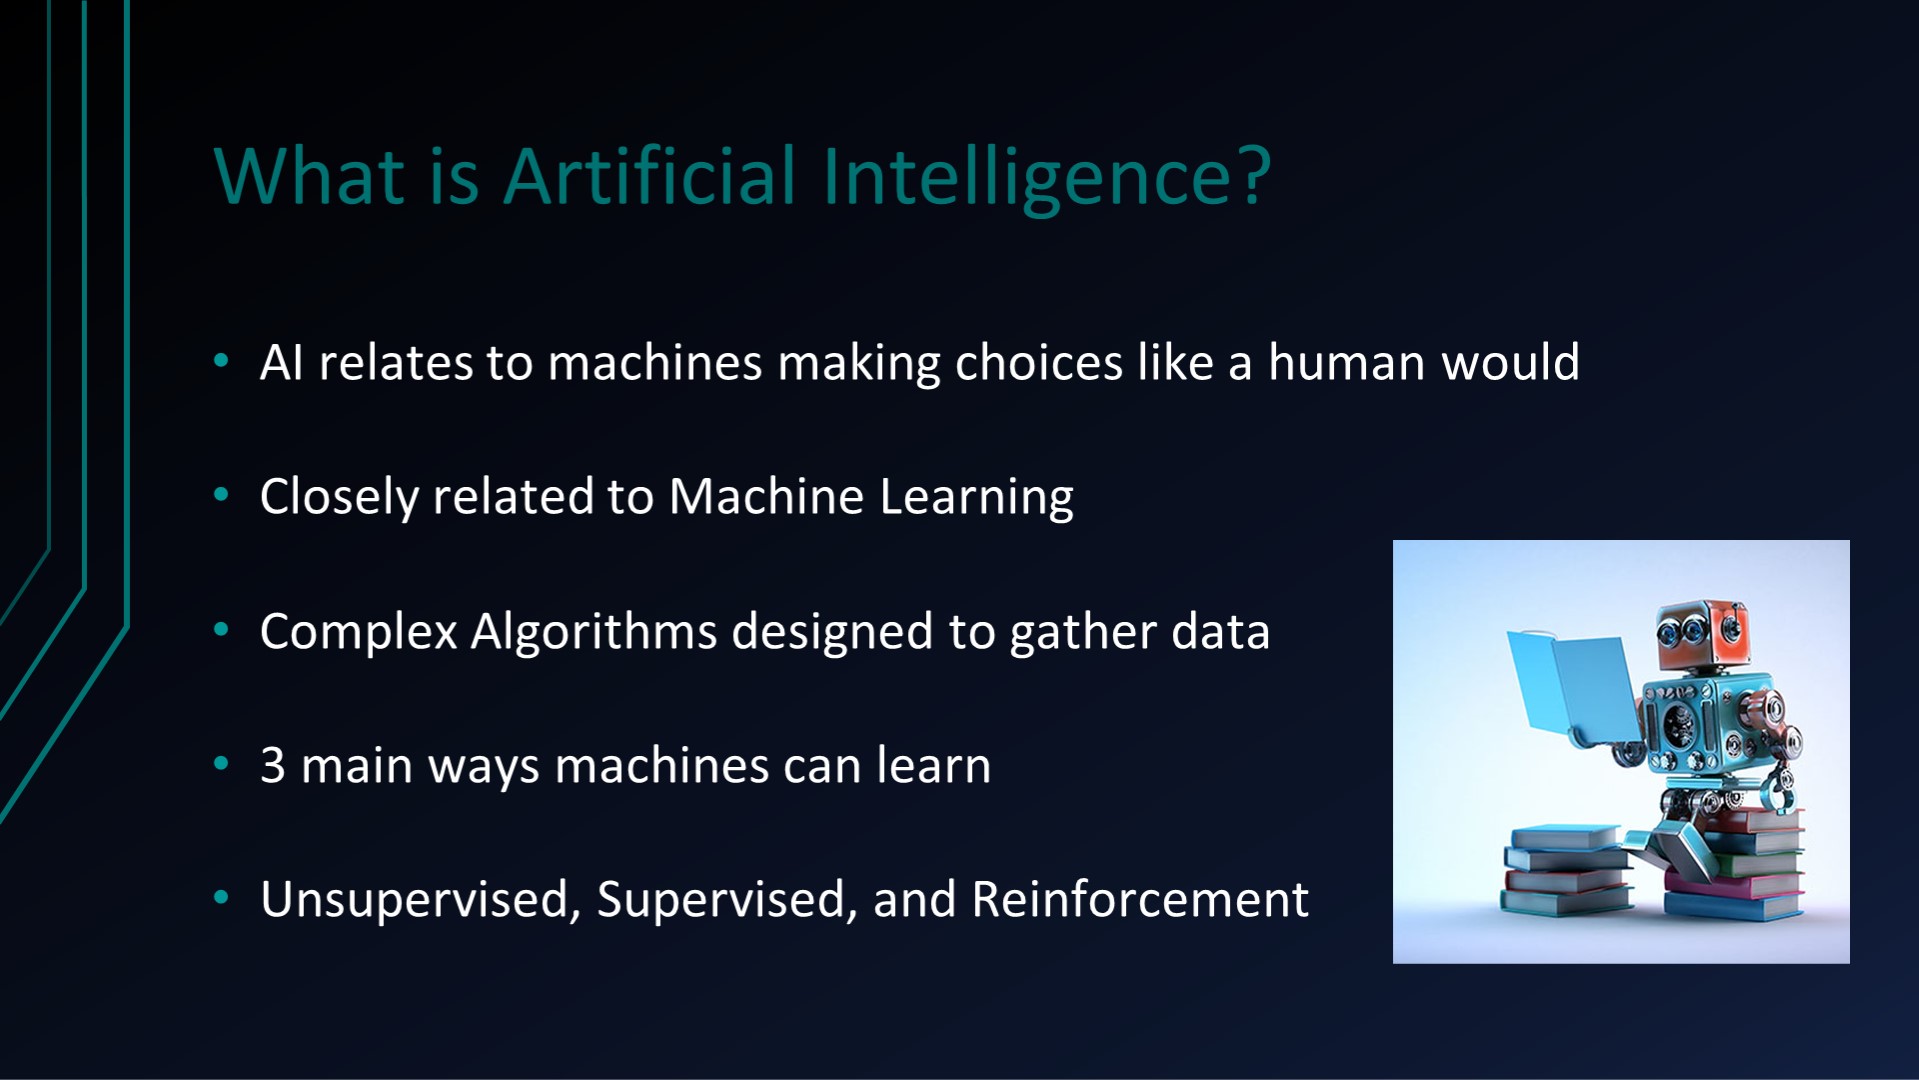 What is Artificial Intelligence?
• AI relates to machines making choices like a human would
• Closely related to Machine Learning
• Complex Algorithms designed to gather data
• 3 main ways machines can learn
• Unsupervised, Supervised, and Reinforcement